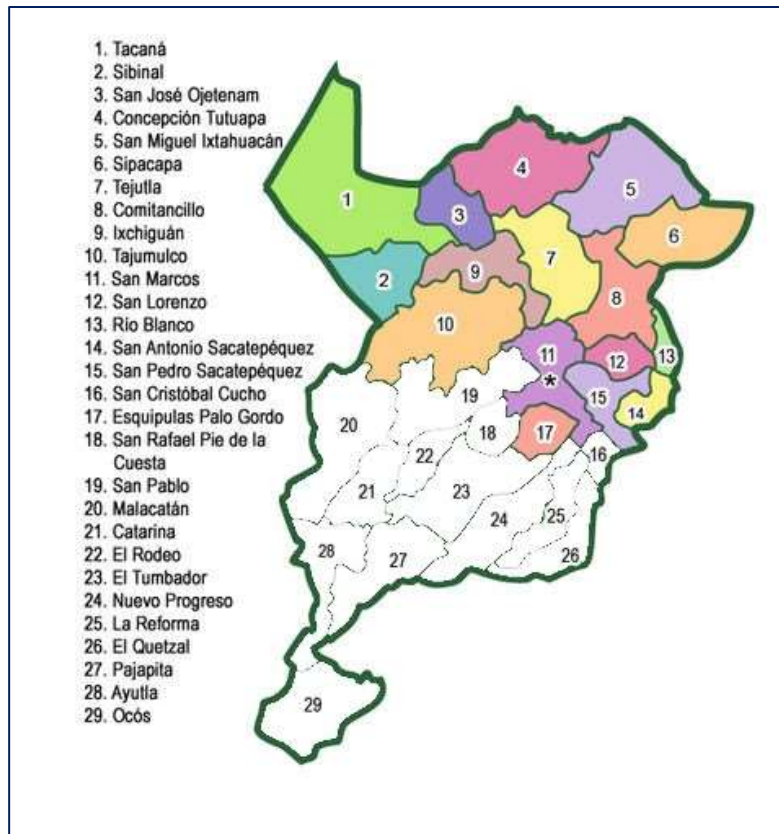 1. Tacaná
2. Sibinal
3. San José Ojetenam
4. Concepción Tutuapa
5. San Miguel Ixtahuacán
6. Sipacapa
7. Tejutla
8. Comitancillo
9. Ixchiguán
10. Tajumulco
11. San Marcos
12. San Lorenzo
13. Río Blanco
14. San Antonio Sacatepéquez
15. San Pedro Sacatepéquez
16. San Cristóbal Cucho
17. Esquipulas Palo Gordo
18. San Rafael Pie de la
Cuesta
19. San Pablo
20. Malacatán
21. Catarina
22. El Rodeo
23. El Tumbador
24. Nuevo Progreso
25. La Reforma
26. El Quetzal
27. Pajapita
28. Ayutla
29. Ocós
4
5
1
3
6
7
9
2
8
10
11
12
13
*
19
15
14
20
18
17
16
22
21
23
24
25
28
27
26
29